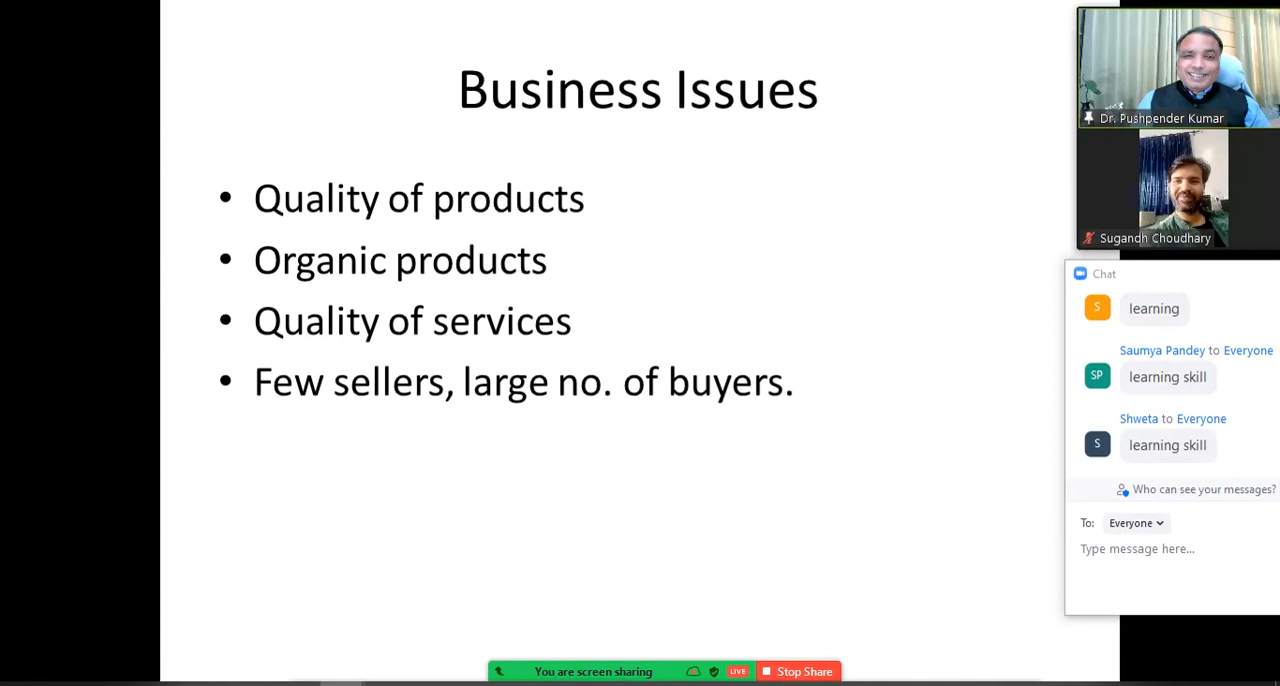 Business Issues
• Quality of products
• Organic products
• Quality of services
• Few sellers, large no. of buyers.
Dr. Pushpender Kumar
Sugandh Choudhary
Chat
S
learning
Saumya Pandey to Everyone
SP
learning skill
Shweta to Everyone
S
learning skill
Who can see your messages?
To: Everyone
Type message here...
You are screen sharing
LIVE
Stop Share